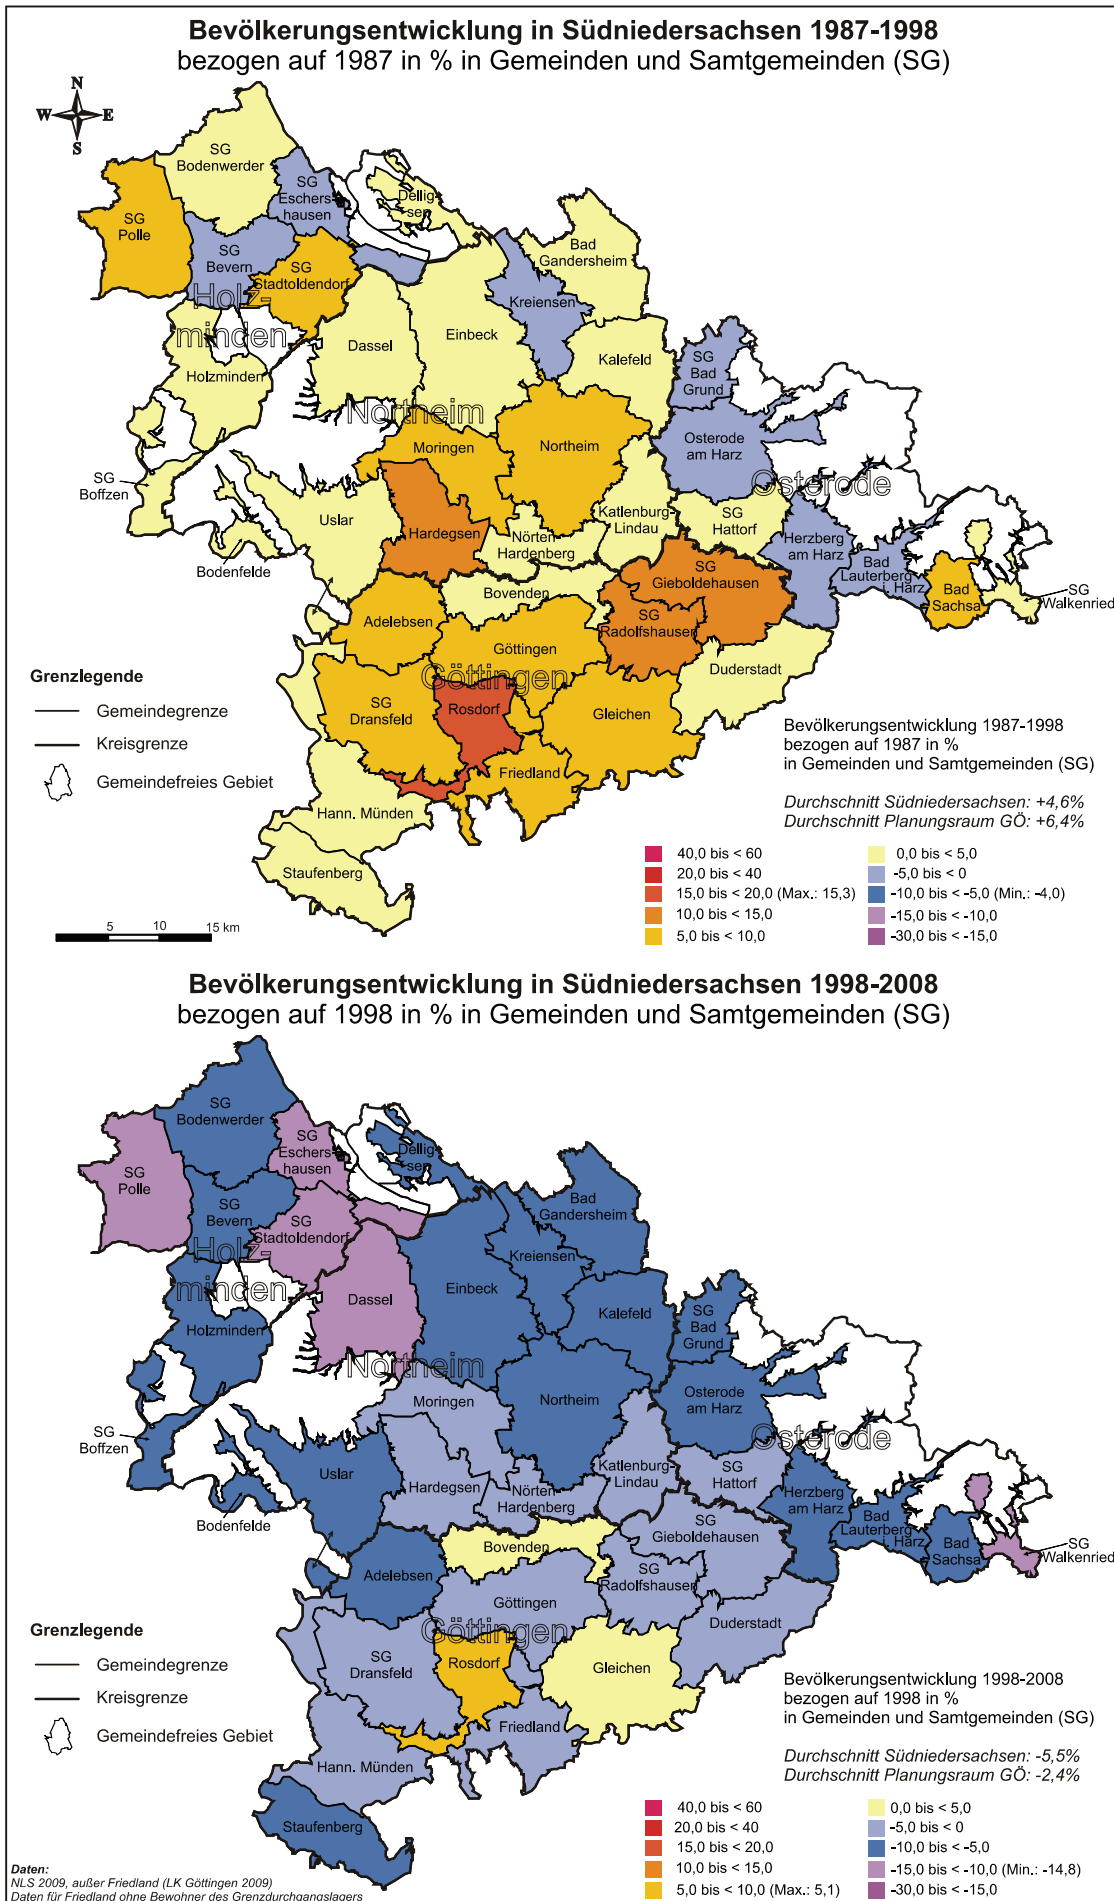 Bevölkerungsentwicklung in Südniedersachsen 1987-1998
bezogen auf 1987 in % in Gemeinden und Samtgemeinden (SG)
N
W E
S
SG
Bodenwerder
SG
Eschers-
hausen
Dellig-
sen
SG
Polle
SG
Bevern
SG
Stadtoldendorf
Bad
Gandersheim
Kreiensen
Holz-
minden
Dassel
Einbeck
Kalefeld
SG
Bad
Grund
Holzminden
Northeim
Moringen
Northeim
Osterode
am Harz
Osterode
SG
Boffzen
Uslar
Hardegsen
Katlenburg-
Lindau
SG
Hattorf
Nörten
Hardenberg
Herzberg
am Harz
Bodenfelde
Bad
Lauterberg
i. Harz
Bad
Sachsa
SG
Walkenried
Bovenden
SG
Gieboldehausen
Adelebsen
SG
Radolfshausen
Göttingen
Göttingen
Duderstadt
SG
Dransfeld
Rosdorf
Gleichen
Friedland
Hann. Münden
Staufenberg
Grenzlegende
Gemeindegrenze
Kreisgrenze
Gemeindefreies Gebiet
5 10 15 km
Bevölkerungsentwicklung 1987-1998
bezogen auf 1987 in %
in Gemeinden und Samtgemeinden (SG)
Durchschnitt Südniedersachsen: +4,6%
Durchschnitt Planungsraum GÖ: +6,4%
40,0 bis < 60
20,0 bis < 40
15,0 bis < 20,0 (Max.: 15,3)
10,0 bis < 15,0
5,0 bis < 10,0
0,0 bis < 5,0
-5,0 bis < 0
-10,0 bis < -5,0 (Min.: -4,0)
-15,0 bis < -10,0
-30,0 bis < -15,0
Bevölkerungsentwicklung in Südniedersachsen 1998-2008
bezogen auf 1998 in % in Gemeinden und Samtgemeinden (SG)
SG
Bodenwerder
SG
Eschers-
hausen
Dellig-
sen
SG
Polle
SG
Bevern
SG
Stadtoldendorf
Bad
Gandersheim
Kreiensen
Holz-
minden
Dassel
Einbeck
Kalefeld
SG
Bad
Grund
Holzminden
Northeim
Moringen
Northeim
Osterode
am Harz
Osterode
SG
Boffzen
Uslar
Hardegsen
Katlenburg-
Lindau
SG
Hattorf
Nörten
Hardenberg
Herzberg
am Harz
Bodenfelde
Bad
Lauterberg
i. Harz
Bad
Sachsa
SG
Walkenried
Bovenden
SG
Gieboldehausen
Adelebsen
SG
Radolfshausen
Göttingen
Göttingen
Duderstadt
SG
Dransfeld
Rosdorf
Gleichen
Friedland
Hann. Münden
Staufenberg
Grenzlegende
Gemeindegrenze
Kreisgrenze
Gemeindefreies Gebiet
Bevölkerungsentwicklung 1998-2008
bezogen auf 1998 in %
in Gemeinden und Samtgemeinden (SG)
Durchschnitt Südniedersachsen: -5,5%
Durchschnitt Planungsraum GÖ: -2,4%
40,0 bis < 60
20,0 bis < 40
15,0 bis < 20,0
10,0 bis < 15,0
5,0 bis < 10,0 (Max.: 5,1)
0,0 bis < 5,0
-5,0 bis < 0
-10,0 bis < -5,0
-15,0 bis < -10,0 (Min.: -14,8)
-30,0 bis < -15,0
Daten:
NLS 2009, außer Friedland (LK Göttingen 2009)
Daten für Friedland ohne Bewohner des Grenzdurchgangslagers